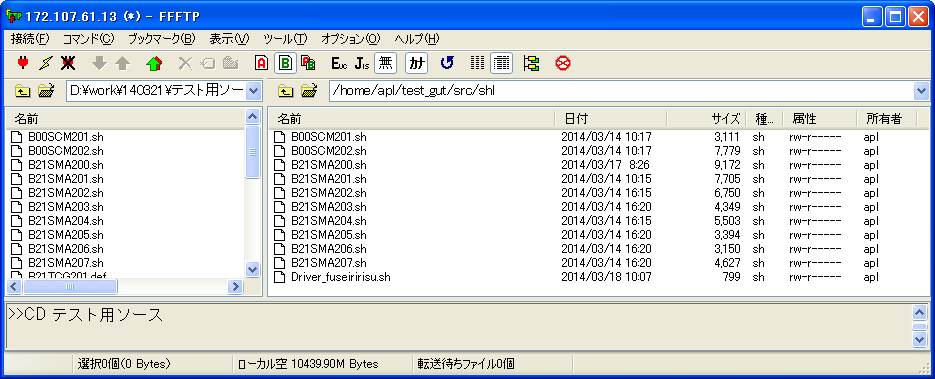 172.107.61.13 (*) - FFFTP
接続(F) コマンド(C) ブックマーク(B) 表示(V) ツール(T) オプション(O) ヘルプ(H)
A B B EUC JIS 無 カナ
D:¥work¥140321¥テスト用ソー /home/apl/test_gut/src/shl
名前
B00SCM201.sh
B00SCM202.sh
B21SMA200.sh
B21SMA201.sh
B21SMA202.sh
B21SMA203.sh
B21SMA204.sh
B21SMA205.sh
B21SMA206.sh
B21SMA207.sh
B21TCG201.def
名前 日付 サイズ 種... 属性 所有者
B00SCM201.sh 2014/03/14 10:17 3,111 sh rw-r----- apl
B00SCM202.sh 2014/03/14 10:17 7,779 sh rw-r----- apl
B21SMA200.sh 2014/03/17 8:26 9,172 sh rw-r----- apl
B21SMA201.sh 2014/03/14 10:15 7,705 sh rw-r----- apl
B21SMA202.sh 2014/03/14 16:15 6,750 sh rw-r----- apl
B21SMA203.sh 2014/03/14 16:20 4,349 sh rw-r----- apl
B21SMA204.sh 2014/03/14 16:15 5,503 sh rw-r----- apl
B21SMA205.sh 2014/03/14 16:20 3,394 sh rw-r----- apl
B21SMA206.sh 2014/03/14 16:20 3,150 sh rw-r----- apl
B21SMA207.sh 2014/03/14 16:20 4,627 sh rw-r----- apl
Driver_fuseiririsu.sh 2014/03/18 10:07 799 sh rw-r----- apl
>>CD テスト用ソース
選択0個(0 Bytes) ローカル空 10439.90M Bytes 転送待ちファイル0個